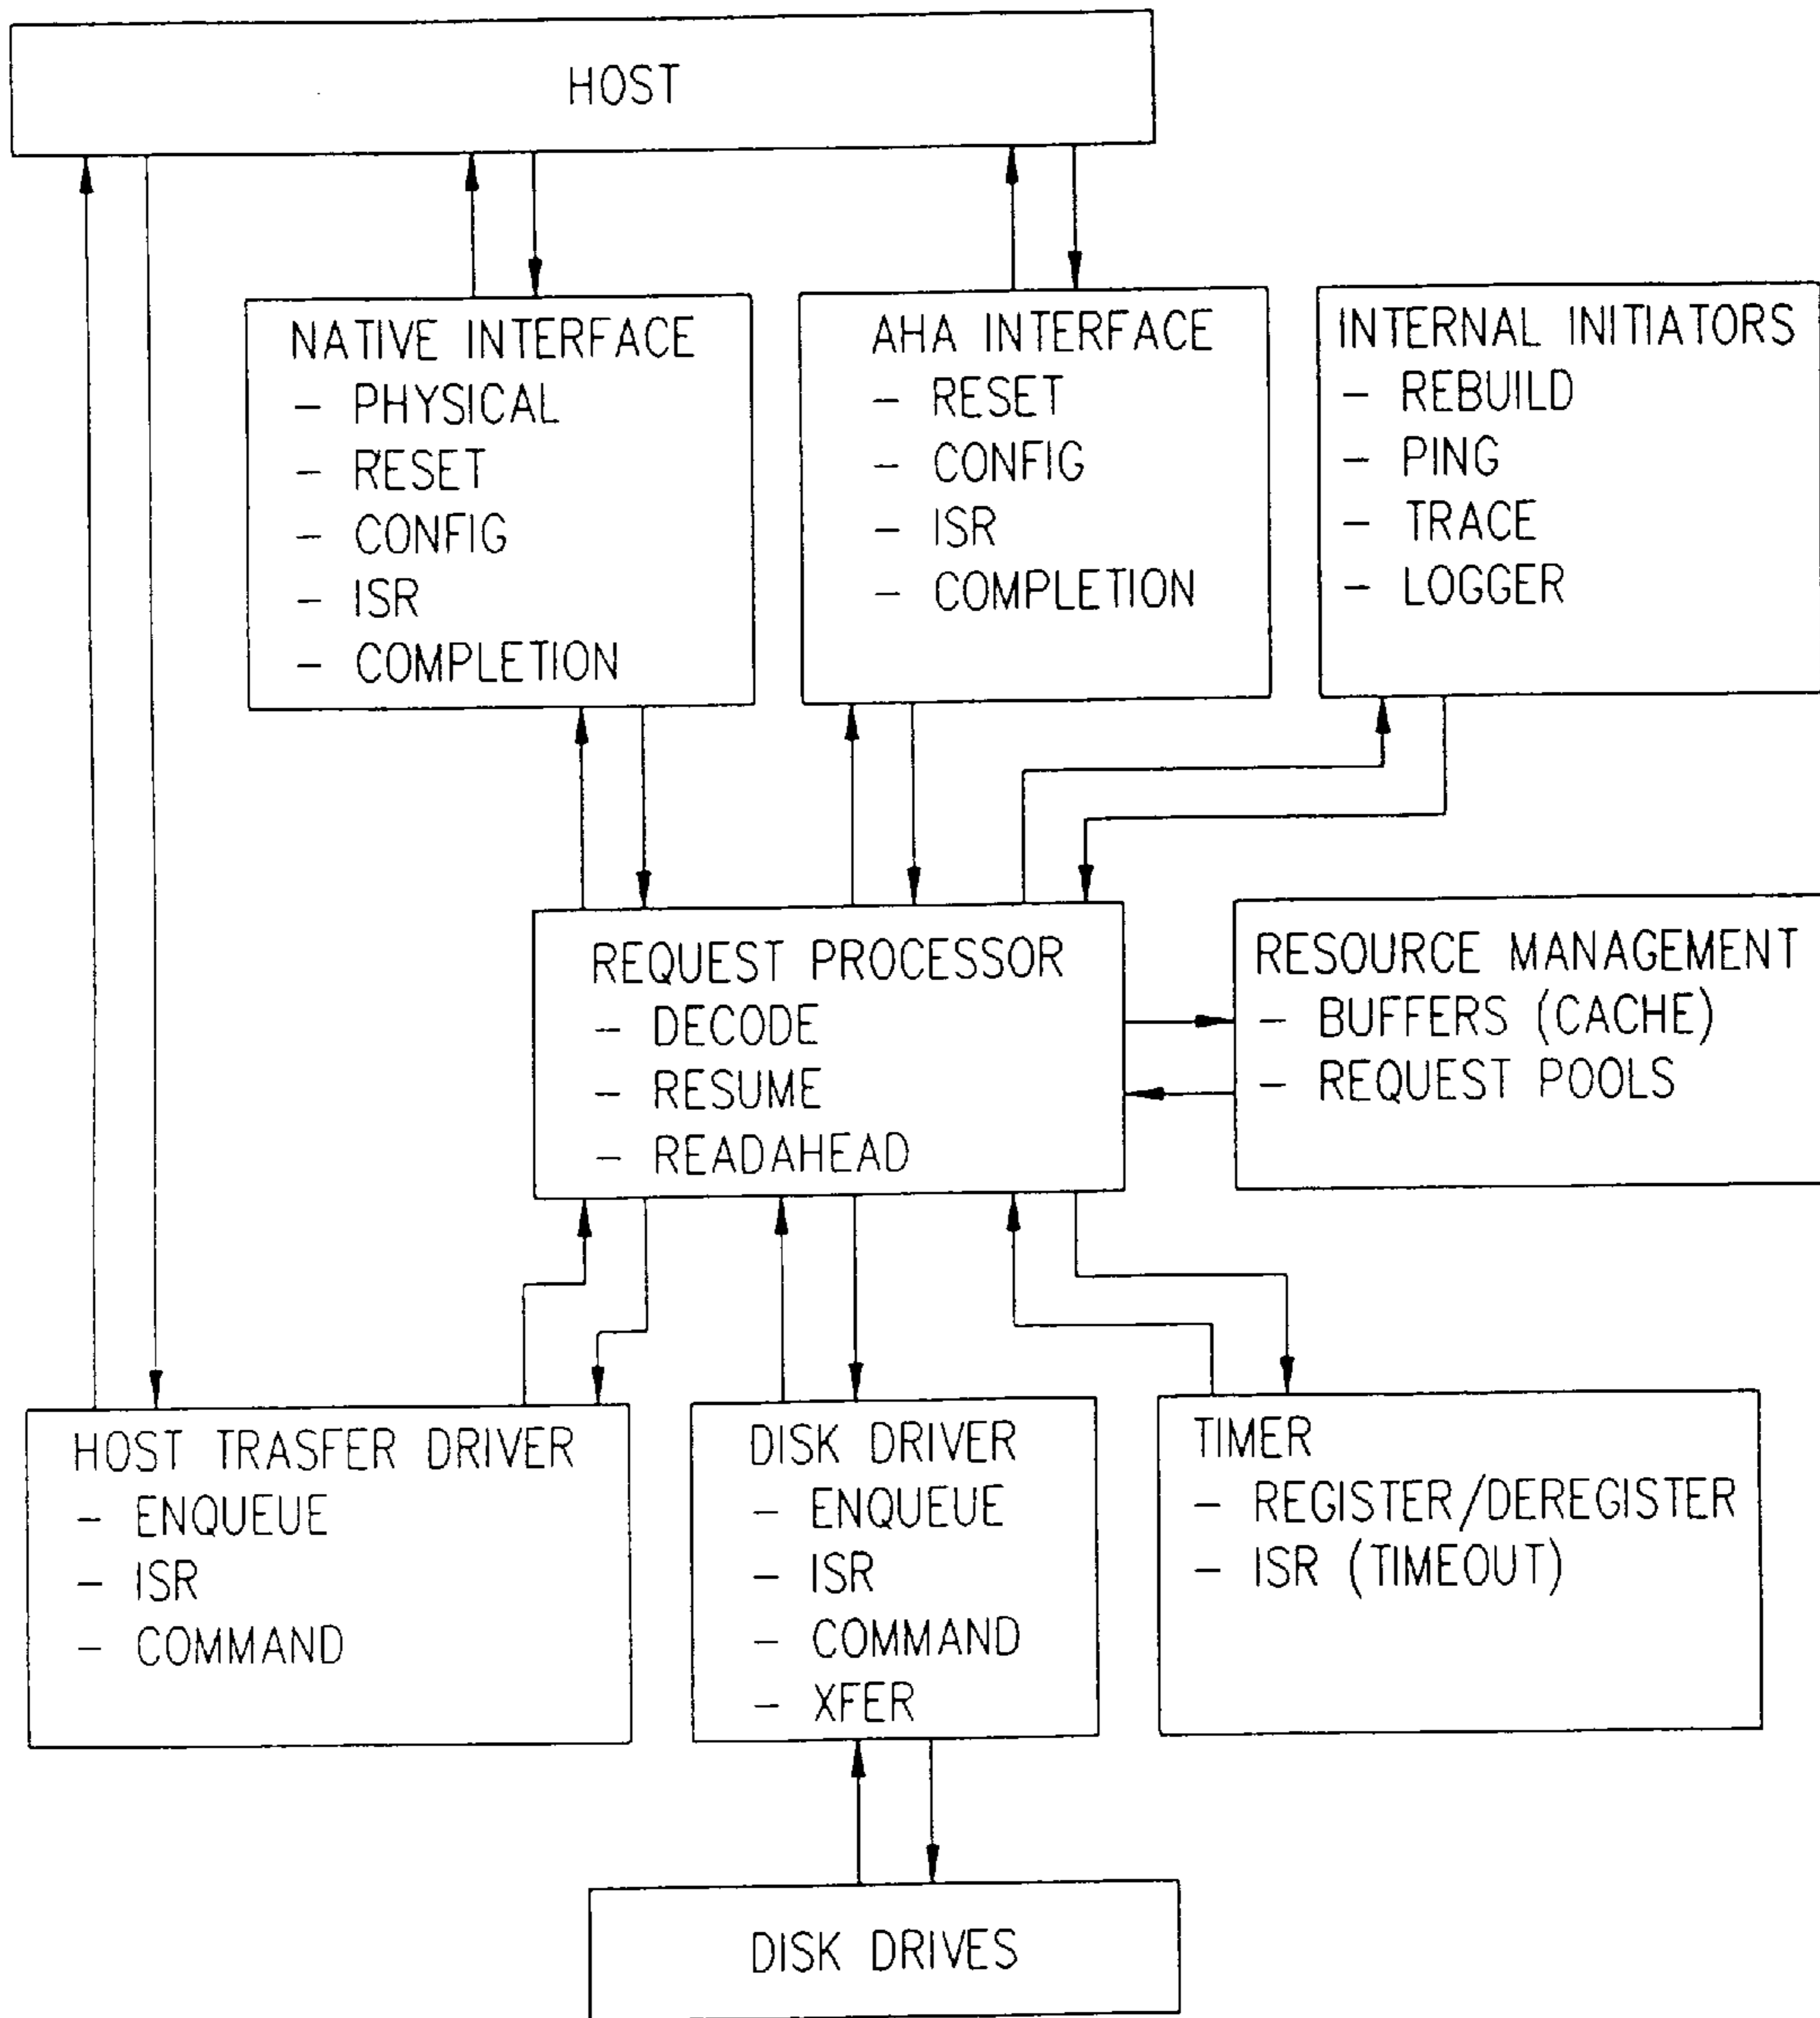 HOST
NATIVE INTERFACE
– PHYSICAL
– RESET
– CONFIG
– ISR
– COMPLETION
AHA INTERFACE
– RESET
– CONFIG
– ISR
– COMPLETION
INTERNAL INITIATORS
– REBUILD
– PING
– TRACE
– LOGGER
REQUEST PROCESSOR
– DECODE
– RESUME
– READAHEAD
RESOURCE MANAGEMENT
– BUFFERS (CACHE)
– REQUEST POOLS
HOST TRASFER DRIVER
– ENQUEUE
– ISR
– COMMAND
DISK DRIVER
– ENQUEUE
– ISR
– COMMAND
– XFER
TIMER
– REGISTER/DEREGISTER
– ISR (TIMEOUT)
DISK DRIVES